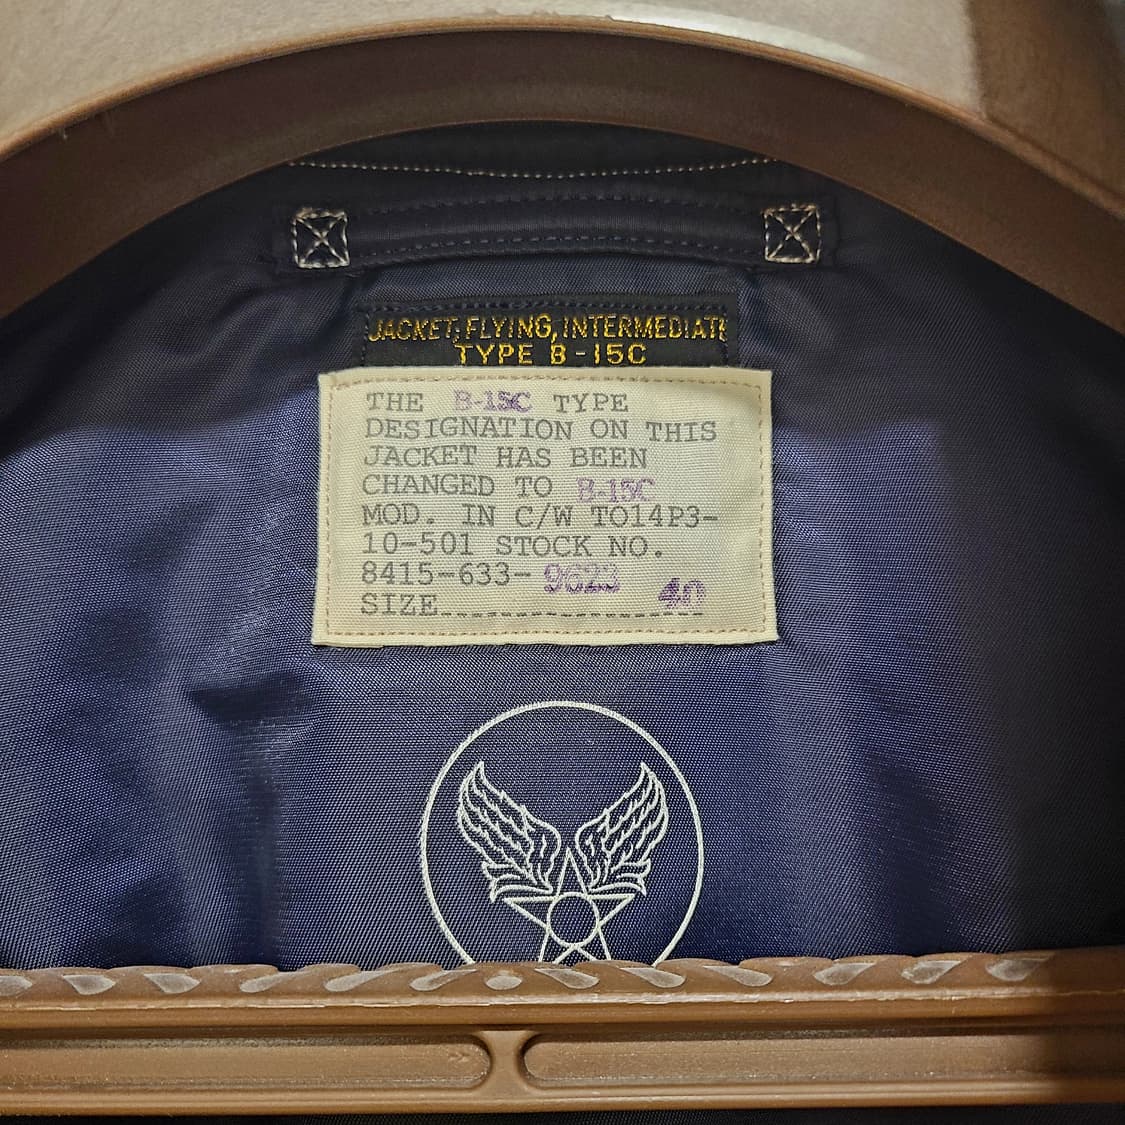 JACKET, FLYING, INTERMEDIATE
TYPE B-15C
THE B-15C TYPE
DESIGNATION ON THIS
JACKET HAS BEEN
CHANGED TO B-15C
MOD. IN C/W TO14P3-
10-501 STOCK NO.
8415-633-9623
SIZE 40